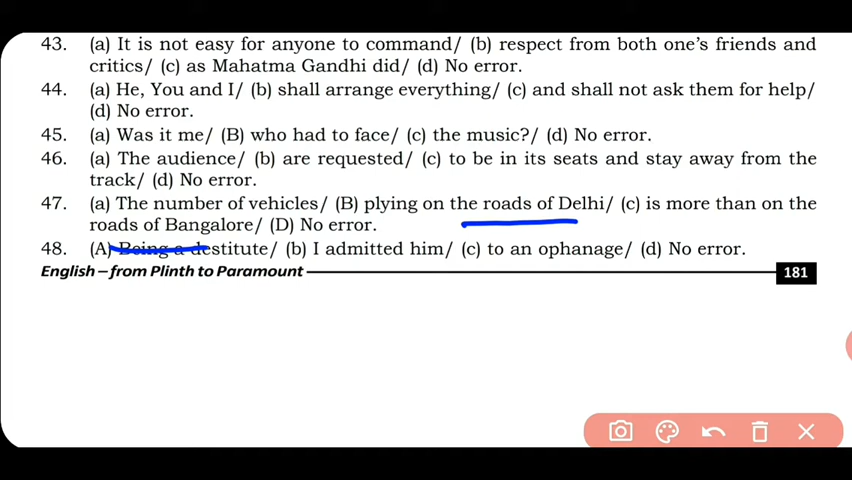 43. (a) It is not easy for anyone to command/ (b) respect from both one's friends and
critics/ (c) as Mahatma Gandhi did/ (d) No error.
44. (a) He, You and I/ (b) shall arrange everything/ (c) and shall not ask them for help/
(d) No error.
45. (a) Was it me/ (B) who had to face/ (c) the music?/ (d) No error.
46. (a) The audience/ (b) are requested/ (c) to be in its seats and stay away from the
track/ (d) No error.
47. (a) The number of vehicles/ (B) plying on the roads of Delhi/ (c) is more than on the
roads of Bangalore/ (D) No error.
48. (A) Being a destitute/ (b) I admitted him/ (c) to an ophanage/ (d) No error.
English – from Plinth to Paramount 181